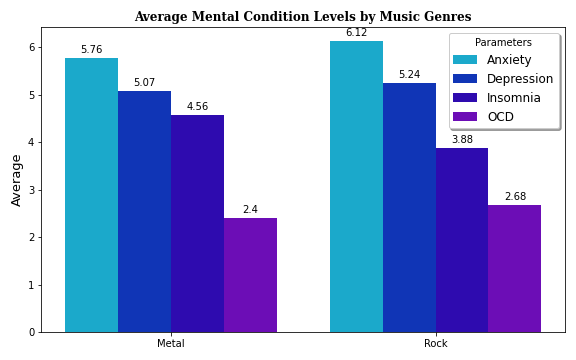 Average Mental Condition Levels by Music Genres
Average
6
5
4
3
2
1
0
5.76
5.07
4.56
2.4
6.12
5.24
3.88
2.68
Parameters
Anxiety
Depression
Insomnia
OCD
Metal
Rock